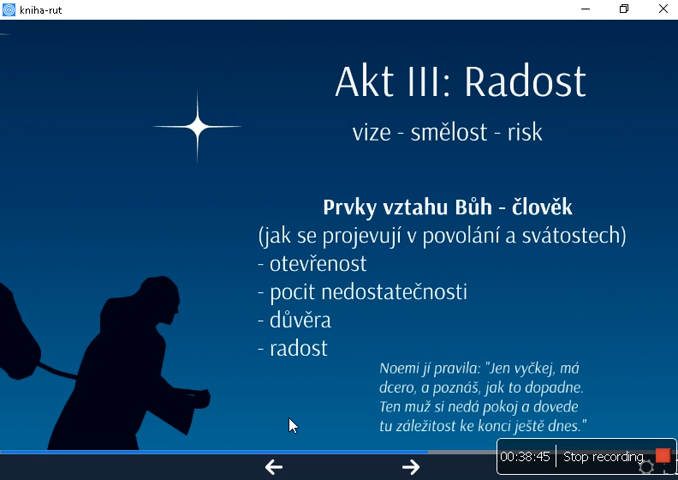 kniha-rut
Akt III: Radost
vize - smělost - risk
Prvky vztahu Bůh - člověk
(jak se projevují v povolání a svátostech)
- otevřenost
- pocit nedostatečnosti
- důvěra
- radost
Noemi jí pravila: "Jen vyčkej, má
dcero, a poznáš, jak to dopadne.
Ten muž si nedá pokoj a dovede
tu záležitost ke konci ještě dnes."
00:38:45 Stop recording